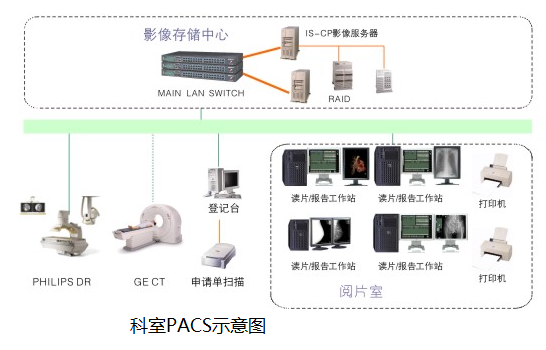 影像存储中心
IS-CP影像服务器
MAIN LAN SWITCH
RAID
登记台
读片/报告工作站
读片/报告工作站
打印机
PHILIPS DR
GE CT
申请单扫描
读片/报告工作站
读片/报告工作站
打印机
阅片室
科室PACS示意图